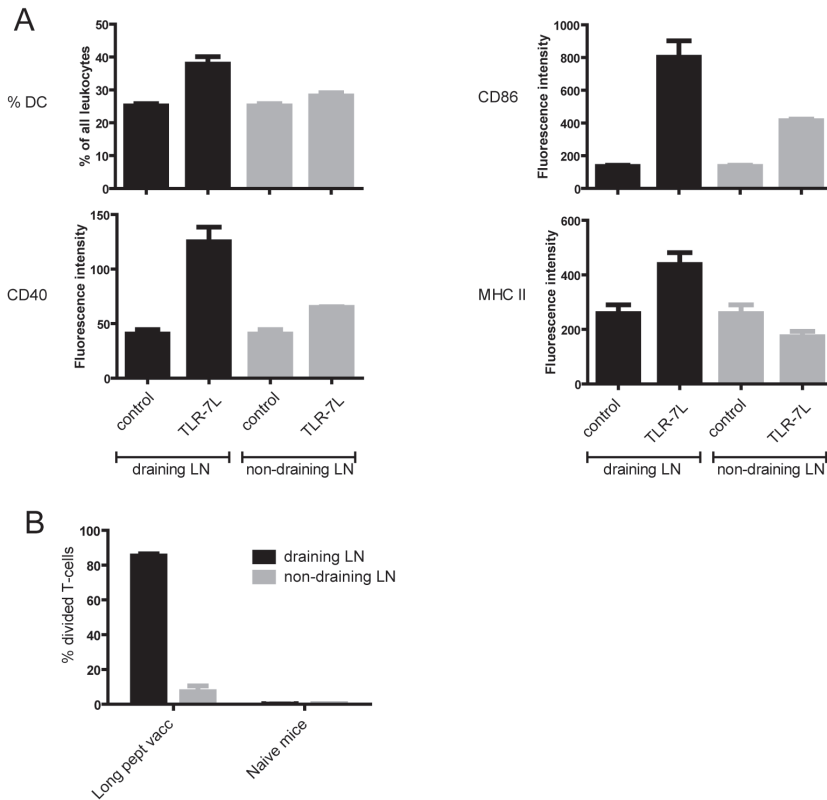 A
% DC
% of all leukocytes
50
40
30
20
10
0
CD86
Fluorescence intensity
1000
800
600
400
200
0
CD40
Fluorescence intensity
150
100
50
0
control
TLR-7L
control
TLR-7L
draining LN
non-draining LN
MHC II
Fluorescence intensity
600
400
200
0
control
TLR-7L
control
TLR-7L
draining LN
non-draining LN
B
% divided T-cells
100
80
60
40
20
0
draining LN
non-draining LN
Long pept vacc
Naive mice